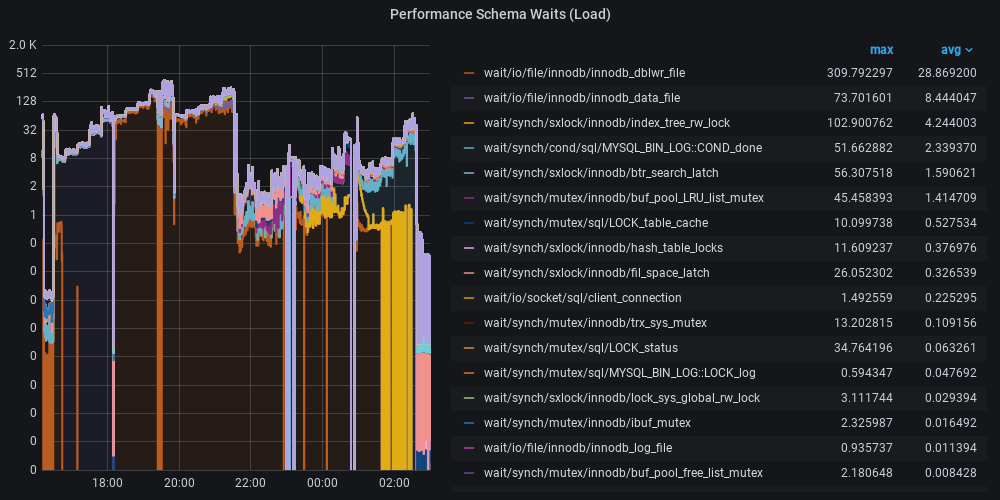 Performance Schema Waits (Load)
2.0 K
512
128
32
8
2
1
0
0
0
0
0
0
0
0
0
18:00 20:00 22:00 00:00 02:00
max avg
wait/io/file/innodb/innodb_dblwr_file 309.792297 28.869200
wait/io/file/innodb/innodb_data_file 73.701601 8.444047
wait/synch/sxlock/innodb/index_tree_rw_lock 102.900762 4.244003
wait/synch/cond/sql/MYSQL_BIN_LOG::COND_done 51.662882 2.339370
wait/synch/sxlock/innodb/btr_search_latch 56.307518 1.590621
wait/synch/mutex/innodb/buf_pool_LRU_list_mutex 45.458393 1.414709
wait/synch/mutex/sql/LOCK_table_cache 10.099738 0.527534
wait/synch/sxlock/innodb/hash_table_locks 11.609237 0.376976
wait/synch/sxlock/innodb/fil_space_latch 26.052302 0.326539
wait/io/socket/sql/client_connection 1.492559 0.225295
wait/synch/mutex/innodb/trx_sys_mutex 13.202815 0.109156
wait/synch/mutex/sql/LOCK_status 34.764196 0.063261
wait/synch/mutex/sql/MYSQL_BIN_LOG::LOCK_log 0.594347 0.047692
wait/synch/sxlock/innodb/lock_sys_global_rw_lock 3.111744 0.029394
wait/synch/mutex/innodb/ibuf_mutex 2.325987 0.016492
wait/io/file/innodb/innodb_log_file 0.935737 0.011394
wait/synch/mutex/innodb/buf_pool_free_list_mutex 2.180648 0.008428